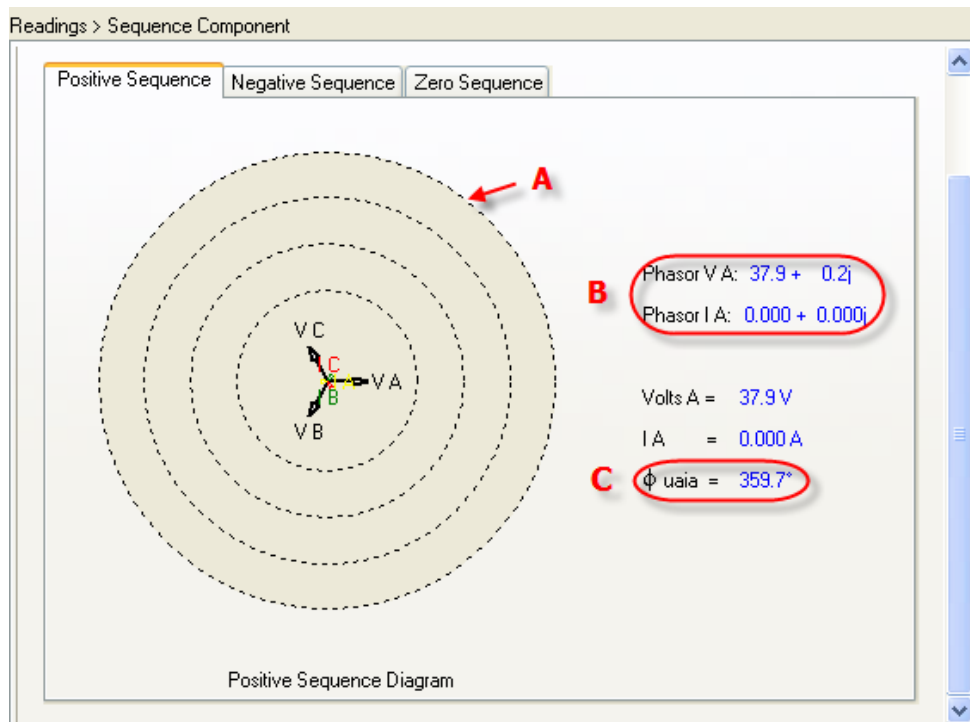 Readings > Sequence Component
Positive Sequence
Negative Sequence
Zero Sequence
A
Phasor V A: 37.9 + 0.2j
B
Phasor I A: 0.000 + 0.000j
V C
C
A
V A
B
V B
Volts A = 37.9 V
I A = 0.000 A
C
ϕ uaia = 359.7°
Positive Sequence Diagram